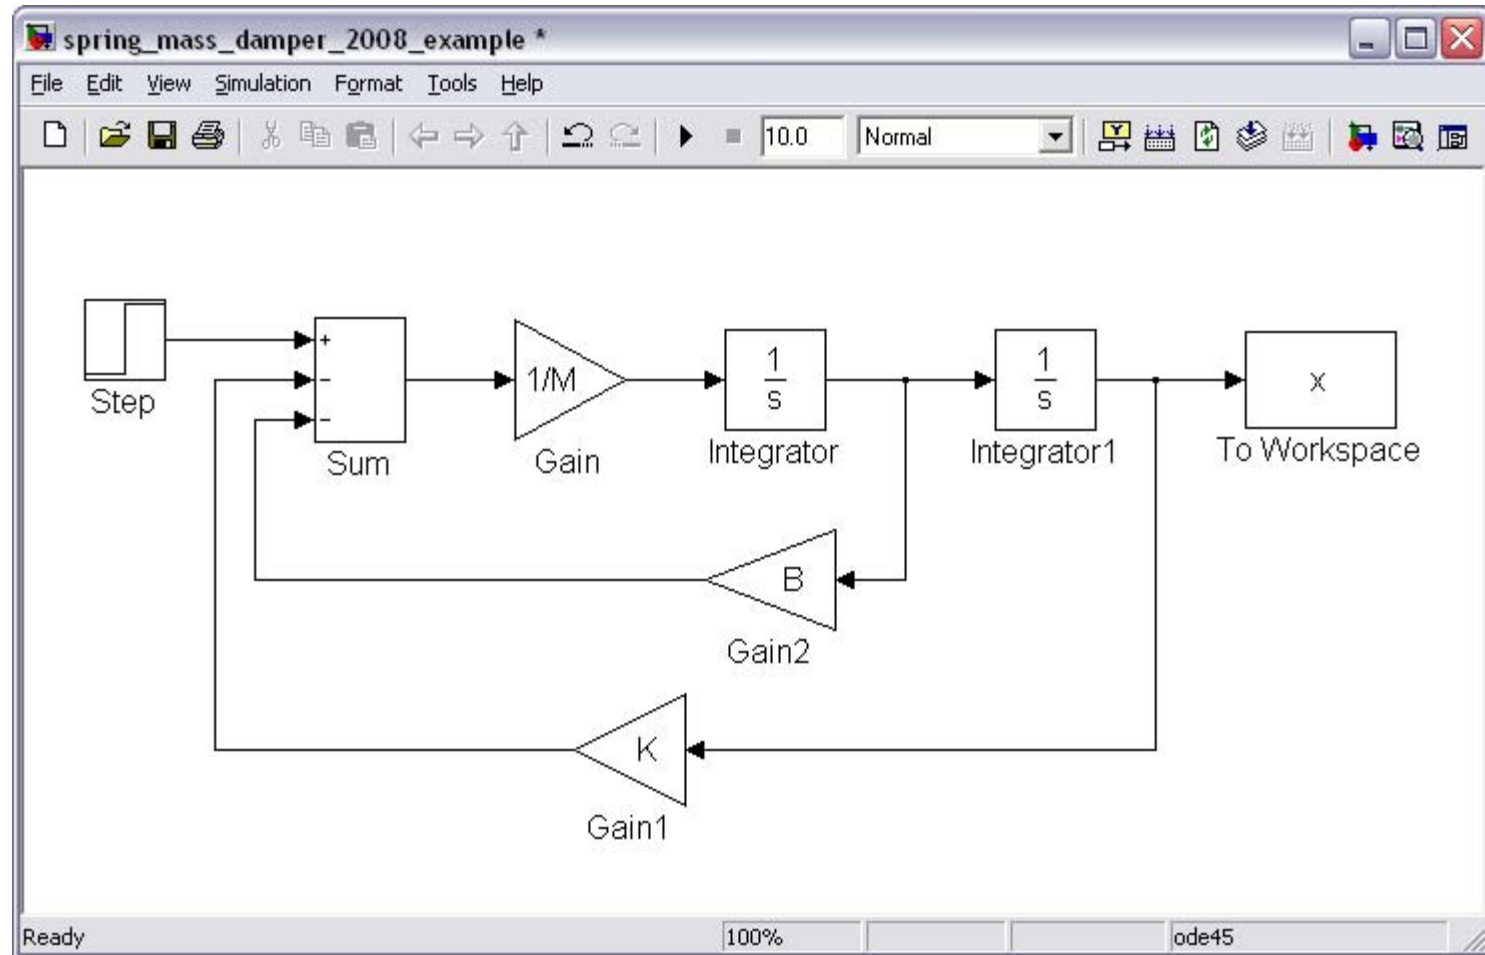 spring_mass_damper_2008_example *
File Edit View Simulation Format Tools Help
10.0 Normal
Step
+
−
−
Sum
1/M
Gain
1
s
Integrator
1
s
Integrator1
x
To Workspace
B
Gain2
K
Gain1
Ready 100% ode45